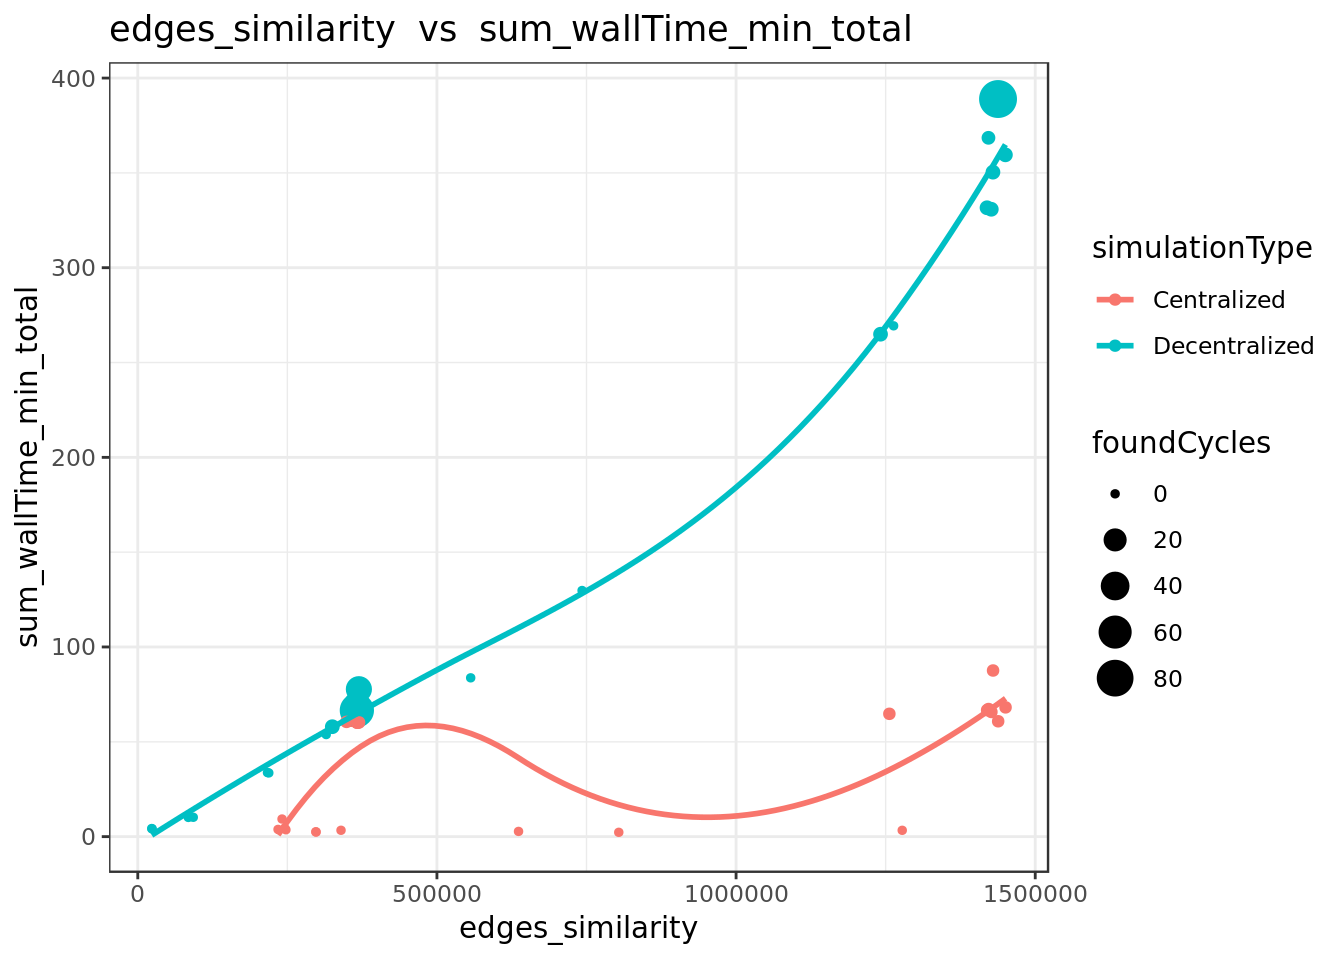 edges_similarity vs sum_wallTime_min_total
sum_wallTime_min_total
400
300
200
100
0
0
500000
1000000
1500000
edges_similarity
simulationType
Centralized
Decentralized
foundCycles
0
20
40
60
80